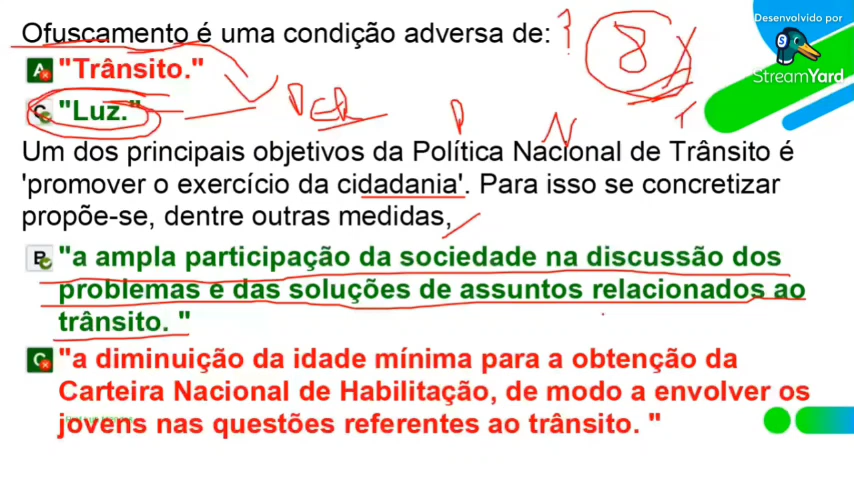 Ofuscamento é uma condição adversa de: ?
8x
Desenvolvido por
StreamYard
A "Trânsito."
C "Luz."
P N T
Um dos principais objetivos da Política Nacional de Trânsito é
'promover o exercício da cidadania'. Para isso se concretizar
propõe-se, dentre outras medidas,
B "a ampla participação da sociedade na discussão dos
problemas e das soluções de assuntos relacionados ao
trânsito. "
C "a diminuição da idade mínima para a obtenção da
Carteira Nacional de Habilitação, de modo a envolver os
jovens nas questões referentes ao trânsito. "